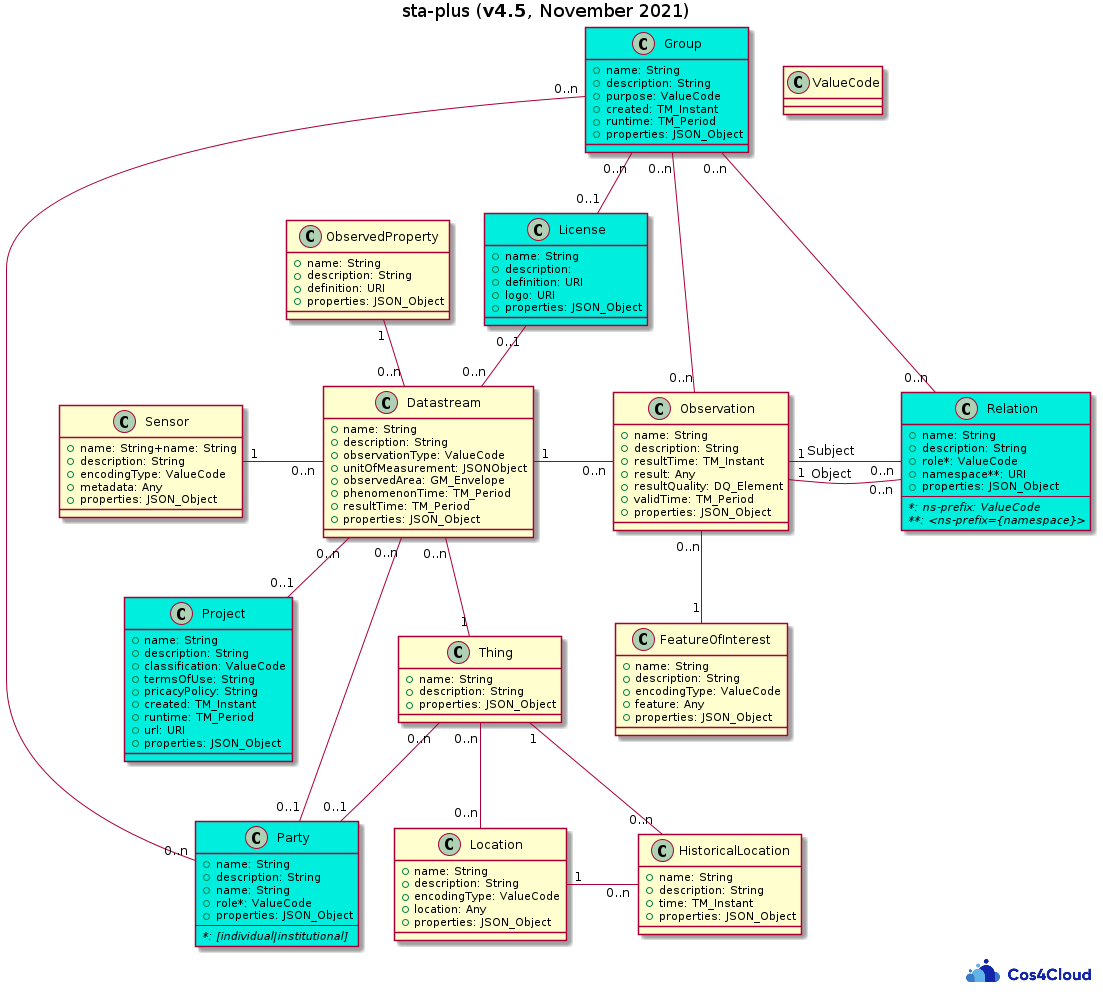 sta-plus (v4.5, November 2021)
C Group
name: String
description: String
purpose: ValueCode
created: TM_Instant
runtime: TM_Period
properties: JSON_Object
C ValueCode
0..n
0..n
0..n
0..n
0..1
C ObservedProperty
name: String
description: String
definition: URI
properties: JSON_Object
C License
name: String
description:
definition: URI
logo: URI
properties: JSON_Object
1
0..1
0..n
0..n
0..n
0..n
C Sensor
name: String+name: String
description: String
encodingType: ValueCode
metadata: Any
properties: JSON_Object
1
0..n
C Datastream
name: String
description: String
observationType: ValueCode
unitOfMeasurement: JSONObject
observedArea: GM_Envelope
phenomenonTime: TM_Period
resultTime: TM_Period
properties: JSON_Object
1
0..n
C Observation
name: String
description: String
resultTime: TM_Instant
result: Any
resultQuality: DQ_Element
validTime: TM_Period
properties: JSON_Object
1 Subject
0..n
1 Object
0..n
C Relation
name: String
description: String
role*: ValueCode
namespace**: URI
properties: JSON_Object
*: ns-prefix: ValueCode
**: <ns-prefix={namespace}>
0..n
0..n
0..n
0..n
0..1
1
1
C Project
name: String
description: String
classification: ValueCode
termsOfUse: String
pricacyPolicy: String
created: TM_Instant
runtime: TM_Period
url: URI
properties: JSON_Object
C Thing
name: String
description: String
properties: JSON_Object
C FeatureOfInterest
name: String
description: String
encodingType: ValueCode
feature: Any
properties: JSON_Object
0..n
0..n
1
0..1
0..1
0..n
0..n
0..n
C Party
name: String
description: String
name: String
role*: ValueCode
properties: JSON_Object
*: [individual|institutional]
C Location
name: String
description: String
encodingType: ValueCode
location: Any
properties: JSON_Object
1
0..n
C HistoricalLocation
name: String
description: String
time: TM_Instant
properties: JSON_Object
Cos4Cloud